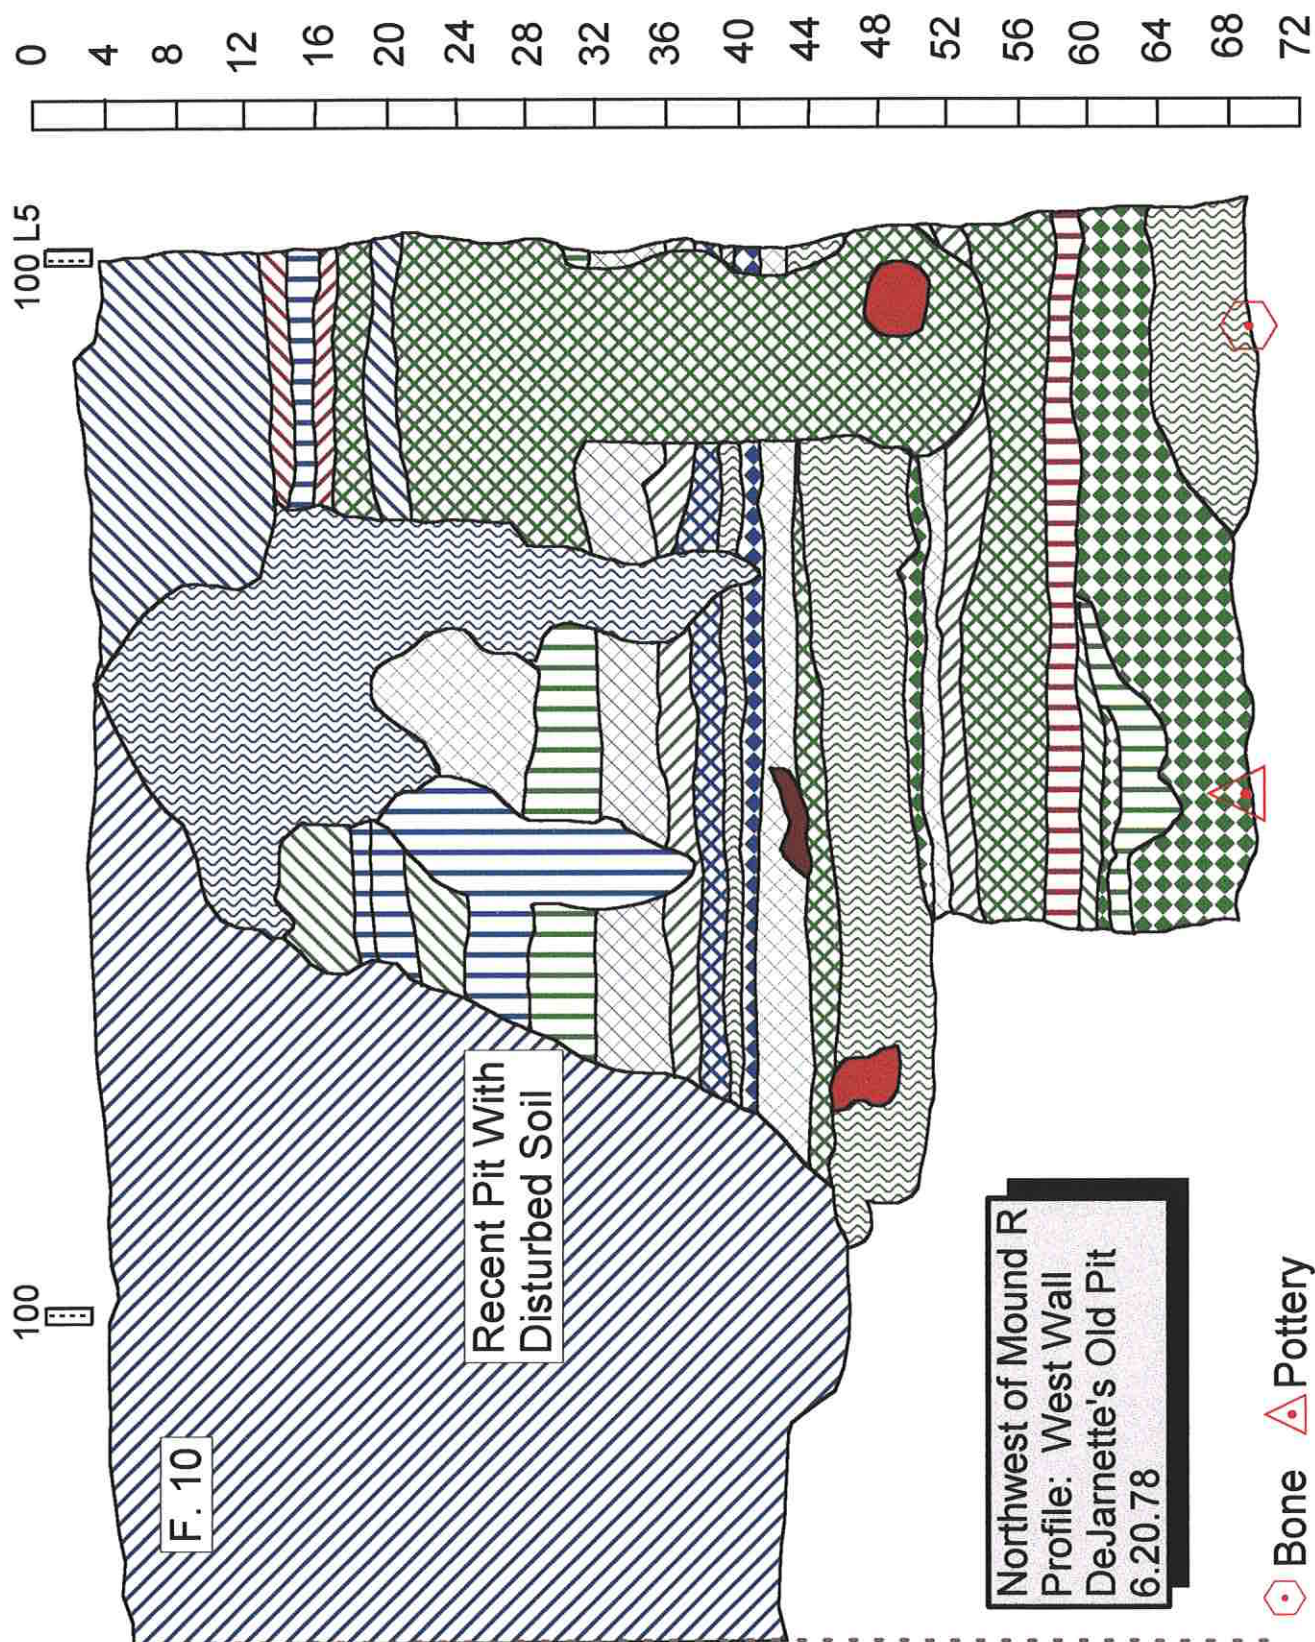 100
100 L5
0
4
8
12
16
20
24
28
32
36
40
44
48
52
56
60
64
68
72
F. 10
Recent Pit With
Disturbed Soil
Northwest of Mound R
Profile: West Wall
DeJarnette's Old Pit
6.20.78
Bone
Pottery